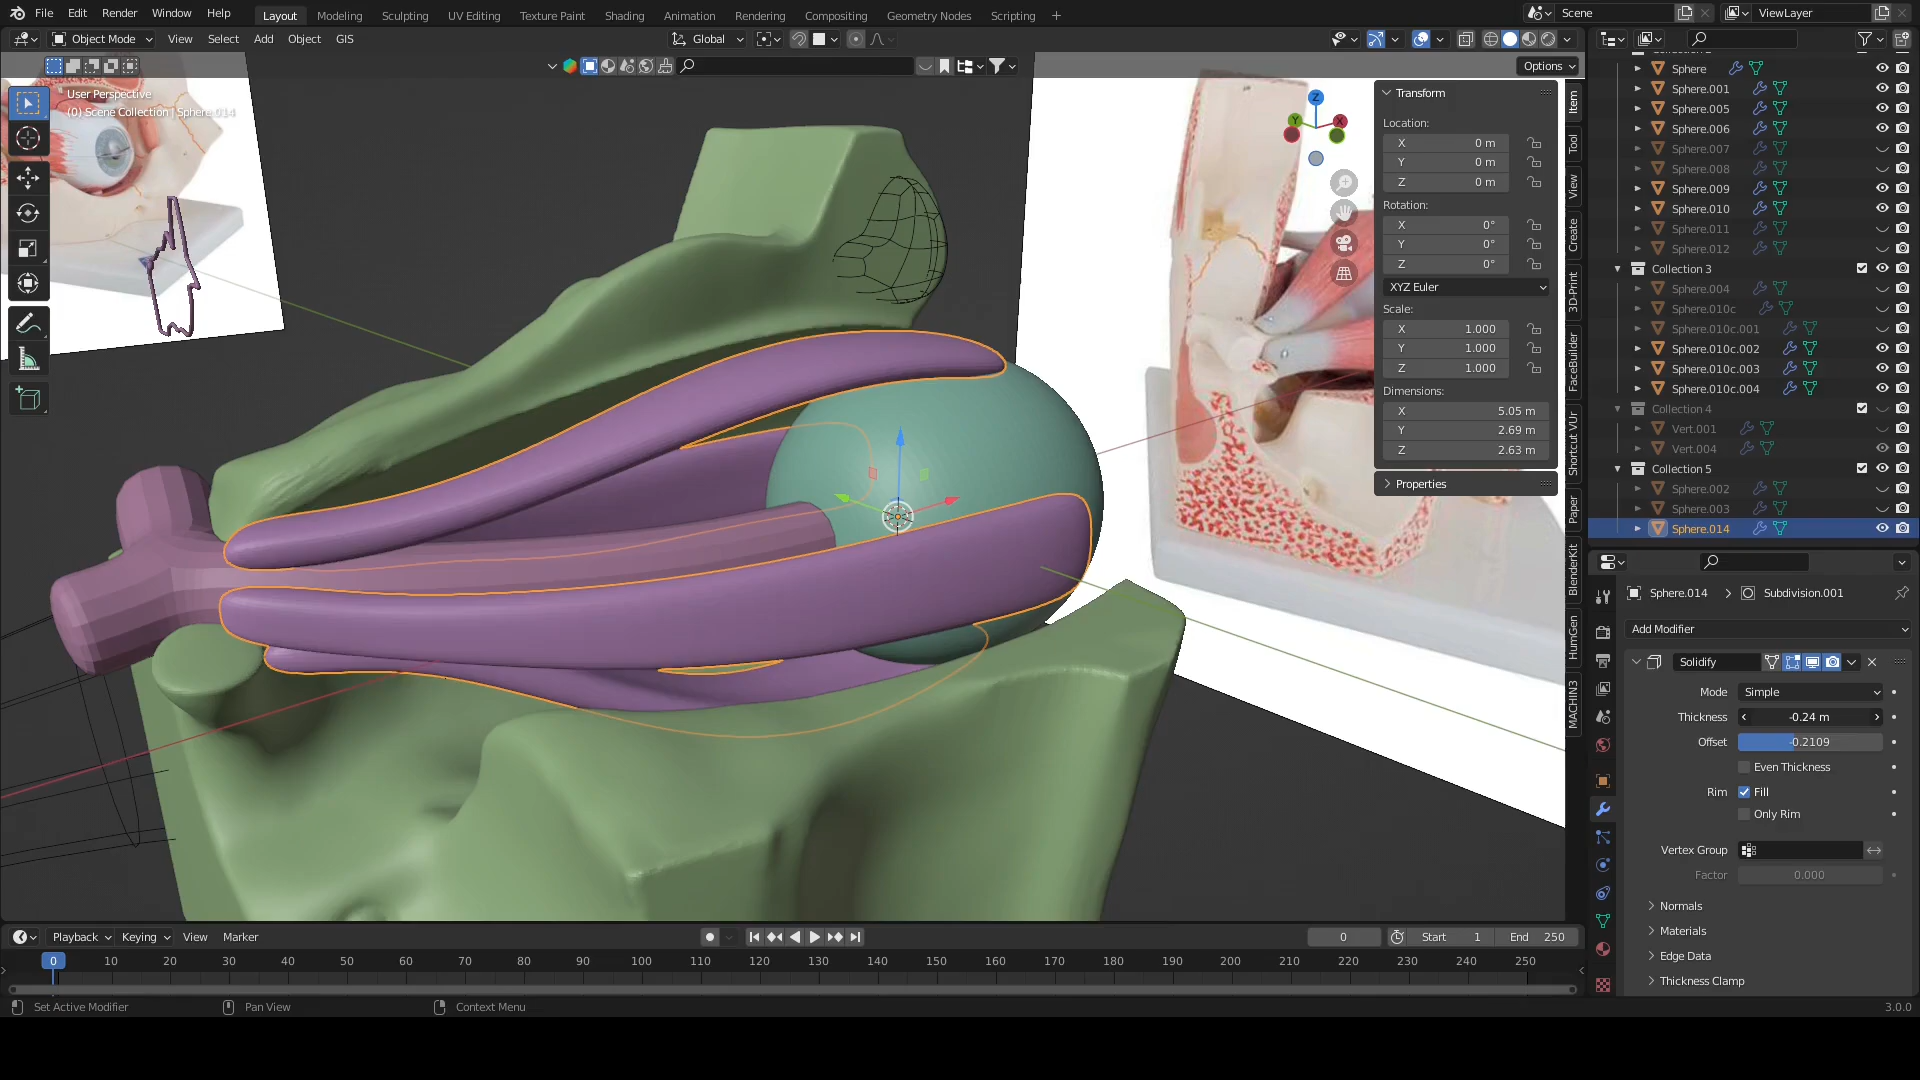 File Edit Render Window Help Layout Modeling Sculpting UV Editing Texture Paint Shading Animation Rendering Compositing Geometry Nodes Scripting + Scene ViewLayer
Object Mode View Select Add Object GIS Global
Options
User Perspective
(0) Scene Collection | Sphere.014
Transform
Location:
X 0 m
Y 0 m
Z 0 m
Rotation:
X 0°
Y 0°
Z 0°
XYZ Euler
Scale:
X 1.000
Y 1.000
Z 1.000
Dimensions:
X 5.05 m
Y 2.69 m
Z 2.63 m
Properties
Z
Y
X
Item
Tool
View
Create
3D-Print
FaceBuilder
Shortcut VUr
Paper
BlenderKit
HumGen
MACHIN3
Sphere
Sphere.001
Sphere.005
Sphere.006
Sphere.007
Sphere.008
Sphere.009
Sphere.010
Sphere.011
Sphere.012
Collection 3
Sphere.004
Sphere.010c
Sphere.010c.001
Sphere.010c.002
Sphere.010c.003
Sphere.010c.004
Collection 4
Vert.001
Vert.004
Collection 5
Sphere.002
Sphere.003
Sphere.014
Sphere.014 > Subdivision.001
Add Modifier
Solidify
Mode Simple
Thickness -0.24 m
Offset -0.2109
Even Thickness
Rim Fill
Only Rim
Vertex Group
Factor 0.000
Normals
Materials
Edge Data
Thickness Clamp
Playback Keying View Marker 0 Start 1 End 250
0 10 20 30 40 50 60 70 80 90 100 110 120 130 140 150 160 170 180 190 200 210 220 230 240 250
Set Active Modifier Pan View Context Menu 3.0.0